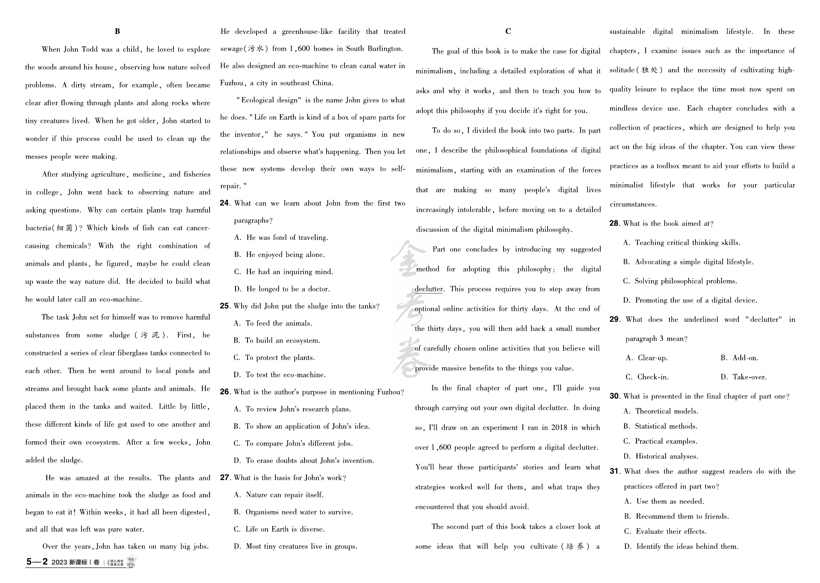 B
When John Todd was a child, he loved to explore
the woods around his house, observing how nature solved
problems. A dirty stream, for example, often became
clear after flowing through plants and along rocks where
tiny creatures lived. When he got older, John started to
wonder if this process could be used to clean up the
messes people were making.
After studying agriculture, medicine, and fisheries
in college, John went back to observing nature and
asking questions. Why can certain plants trap harmful
bacteria(细菌)? Which kinds of fish can eat cancer-
causing chemicals? With the right combination of
animals and plants, he figured, maybe he could clean
up waste the way nature did. He decided to build what
he would later call an eco-machine.
The task John set for himself was to remove harmful
substances from some sludge (污泥). First, he
constructed a series of clear fiberglass tanks connected to
each other. Then he went around to local ponds and
streams and brought back some plants and animals. He
placed them in the tanks and waited. Little by little,
these different kinds of life got used to one another and
formed their own ecosystem. After a few weeks, John
added the sludge.
He was amazed at the results. The plants and
animals in the eco-machine took the sludge as food and
began to eat it! Within weeks, it had all been digested,
and all that was left was pure water.
Over the years, John has taken on many big jobs.
5—2 2023 新课标Ⅰ卷
He developed a greenhouse-like facility that treated
sewage(污水) from 1,600 homes in South Burlington.
He also designed an eco-machine to clean canal water in
Fuzhou, a city in southeast China.
"Ecological design" is the name John gives to what
he does. "Life on Earth is kind of a box of spare parts for
the inventor," he says. "You put organisms in new
relationships and observe what's happening. Then you let
these new systems develop their own ways to self-
repair."
24. What can we learn about John from the first two
paragraphs?
A. He was fond of traveling.
B. He enjoyed being alone.
C. He had an inquiring mind.
D. He longed to be a doctor.
25. Why did John put the sludge into the tanks?
A. To feed the animals.
B. To build an ecosystem.
C. To protect the plants.
D. To test the eco-machine.
26. What is the author's purpose in mentioning Fuzhou?
A. To review John's research plans.
B. To show an application of John's idea.
C. To compare John's different jobs.
D. To erase doubts about John's invention.
27. What is the basis for John's work?
A. Nature can repair itself.
B. Organisms need water to survive.
C. Life on Earth is diverse.
D. Most tiny creatures live in groups.
C
The goal of this book is to make the case for digital
minimalism, including a detailed exploration of what it
asks and why it works, and then to teach you how to
adopt this philosophy if you decide it's right for you.
To do so, I divided the book into two parts. In part
one, I describe the philosophical foundations of digital
minimalism, starting with an examination of the forces
that are making so many people's digital lives
increasingly intolerable, before moving on to a detailed
discussion of the digital minimalism philosophy.
Part one concludes by introducing my suggested
method for adopting this philosophy: the digital
declutter. This process requires you to step away from
optional online activities for thirty days. At the end of
the thirty days, you will then add back a small number
of carefully chosen online activities that you believe will
provide massive benefits to the things you value.
In the final chapter of part one, I'll guide you
through carrying out your own digital declutter. In doing
so, I'll draw on an experiment I ran in 2018 in which
over 1,600 people agreed to perform a digital declutter.
You'll hear these participants' stories and learn what
strategies worked well for them, and what traps they
encountered that you should avoid.
The second part of this book takes a closer look at
some ideas that will help you cultivate (培养) a
sustainable digital minimalism lifestyle. In these
chapters, I examine issues such as the importance of
solitude(独处) and the necessity of cultivating high-
quality leisure to replace the time most now spent on
mindless device use. Each chapter concludes with a
collection of practices, which are designed to help you
act on the big ideas of the chapter. You can view these
practices as a toolbox meant to aid your efforts to build a
minimalist lifestyle that works for your particular
circumstances.
28. What is the book aimed at?
A. Teaching critical thinking skills.
B. Advocating a simple digital lifestyle.
C. Solving philosophical problems.
D. Promoting the use of a digital device.
29. What does the underlined word "declutter" in
paragraph 3 mean?
A. Clear-up. B. Add-on.
C. Check-in. D. Take-over.
30. What is presented in the final chapter of part one?
A. Theoretical models.
B. Statistical methods.
C. Practical examples.
D. Historical analyses.
31. What does the author suggest readers do with the
practices offered in part two?
A. Use them as needed.
B. Recommend them to friends.
C. Evaluate their effects.
D. Identify the ideas behind them.
金考卷